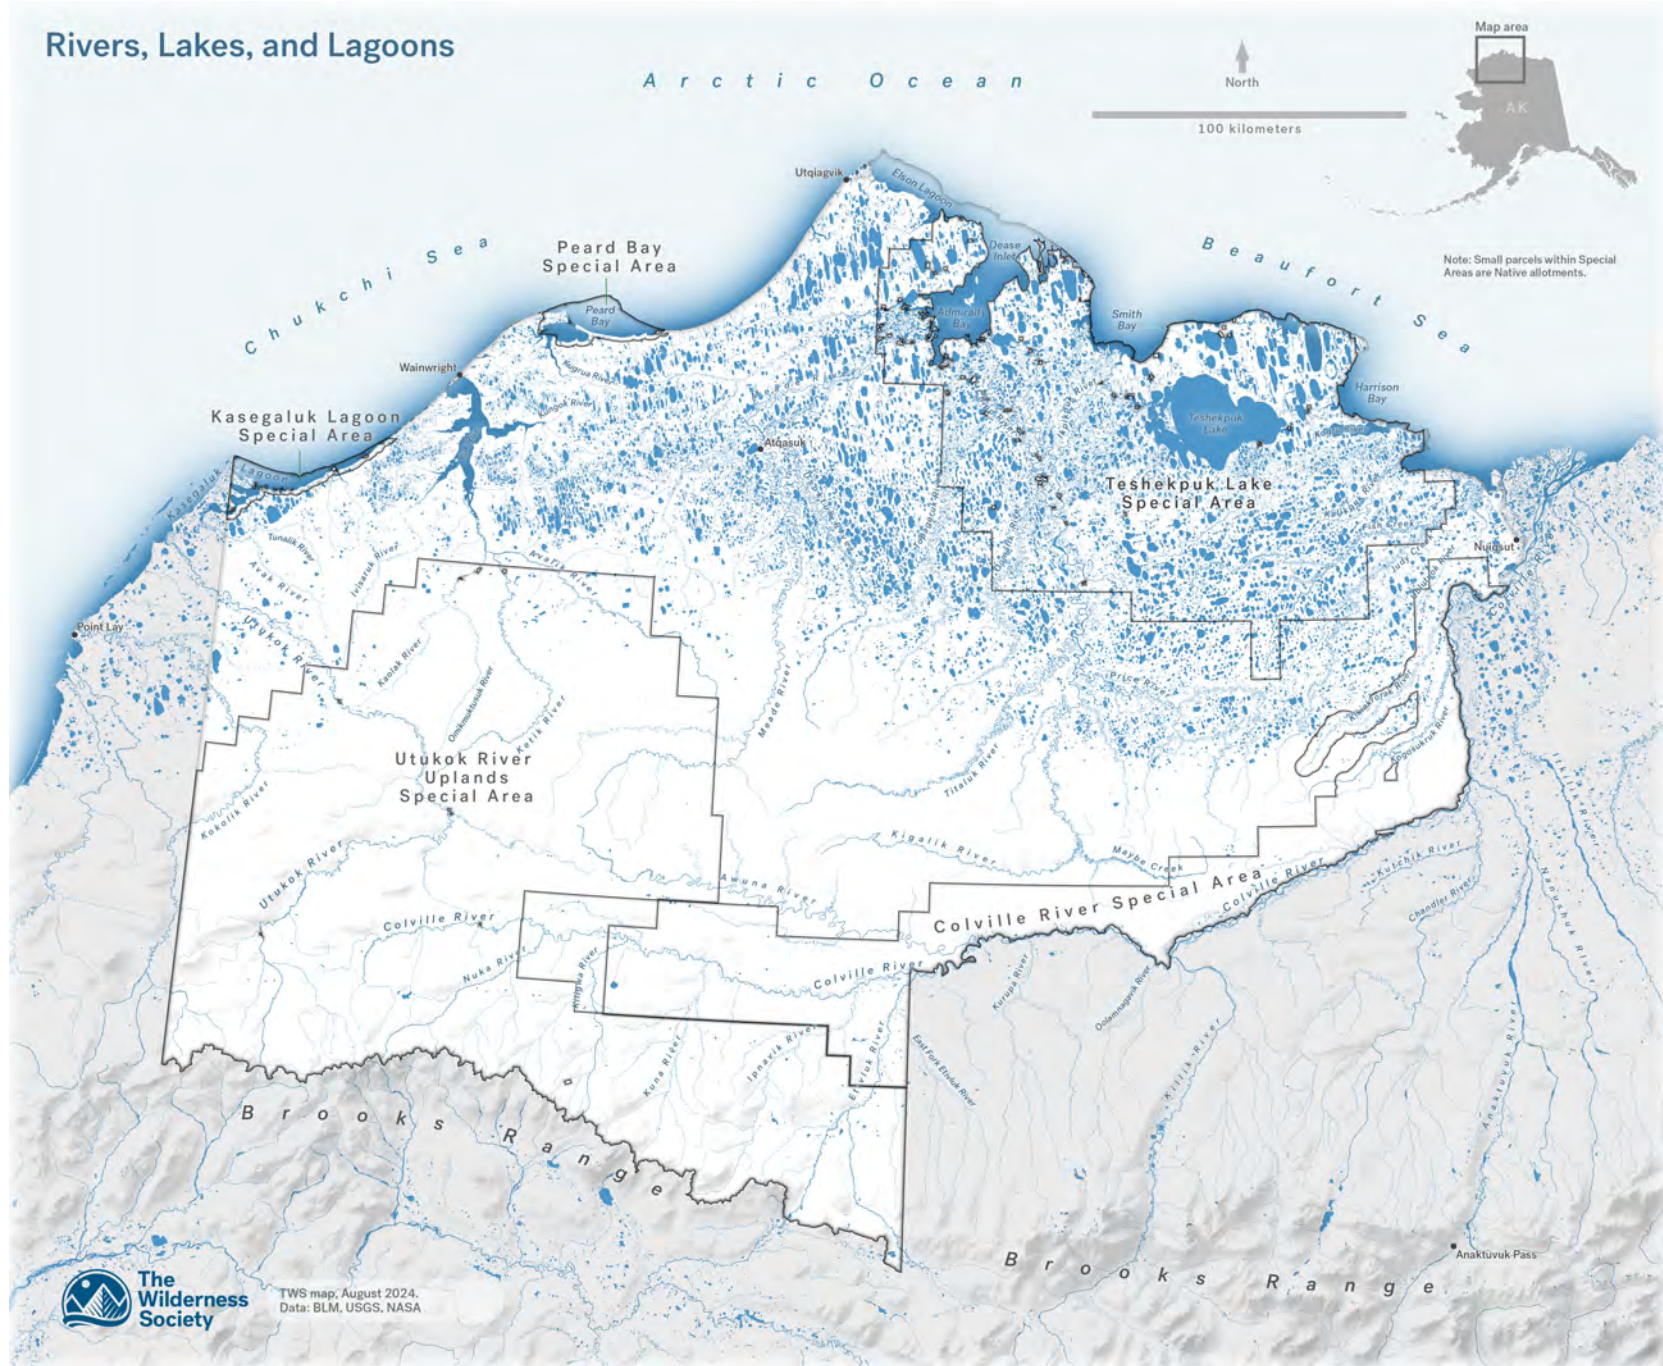 Rivers, Lakes, and Lagoons
Arctic Ocean
North
100 kilometers
Map area
AK
Note: Small parcels within Special
Areas are Native allotments.
Chukchi Sea
Beaufort Sea
Utqiagvik
Elson Lagoon
Dease
Inlet
Admiralty
Bay
Smith
Bay
Harrison
Bay
Peard Bay
Special Area
Peard
Bay
Wainwright
Kugrua River
Kungok River
Kasegaluk Lagoon
Special Area
Kasegaluk
Lagoon
Atqasuk
Teshekpuk
Lake
Teshekpuk Lake
Special Area
Fish Creek
Nuiqsut
Colville River
Tunalik River
Avak River
Ivisaruk River
Avarik River
Point Lay
Utukok River
Kaolak River
Omikmuktusuk River
Ketik River
Meade River
Price River
Titaluk River
Utukok River
Uplands
Special Area
Kokolik River
Utukok River
Kigalik River
Maybe Creek
Awuna River
Colville River
Colville River Special Area
Colville River
Kutchik River
Chandler River
Itkillik River
Nanushuk River
Nuka River
Kiligwa River
Colville River
Kurupa River
Oolamnagavik River
Killik River
Anaktuvuk River
Kuna River
Ipnavik River
Etivluk River
East Fork Etivluk River
Brooks Range
Brooks Range
Anaktuvuk Pass
The
Wilderness
Society
TWS map, August 2024.
Data: BLM, USGS, NASA